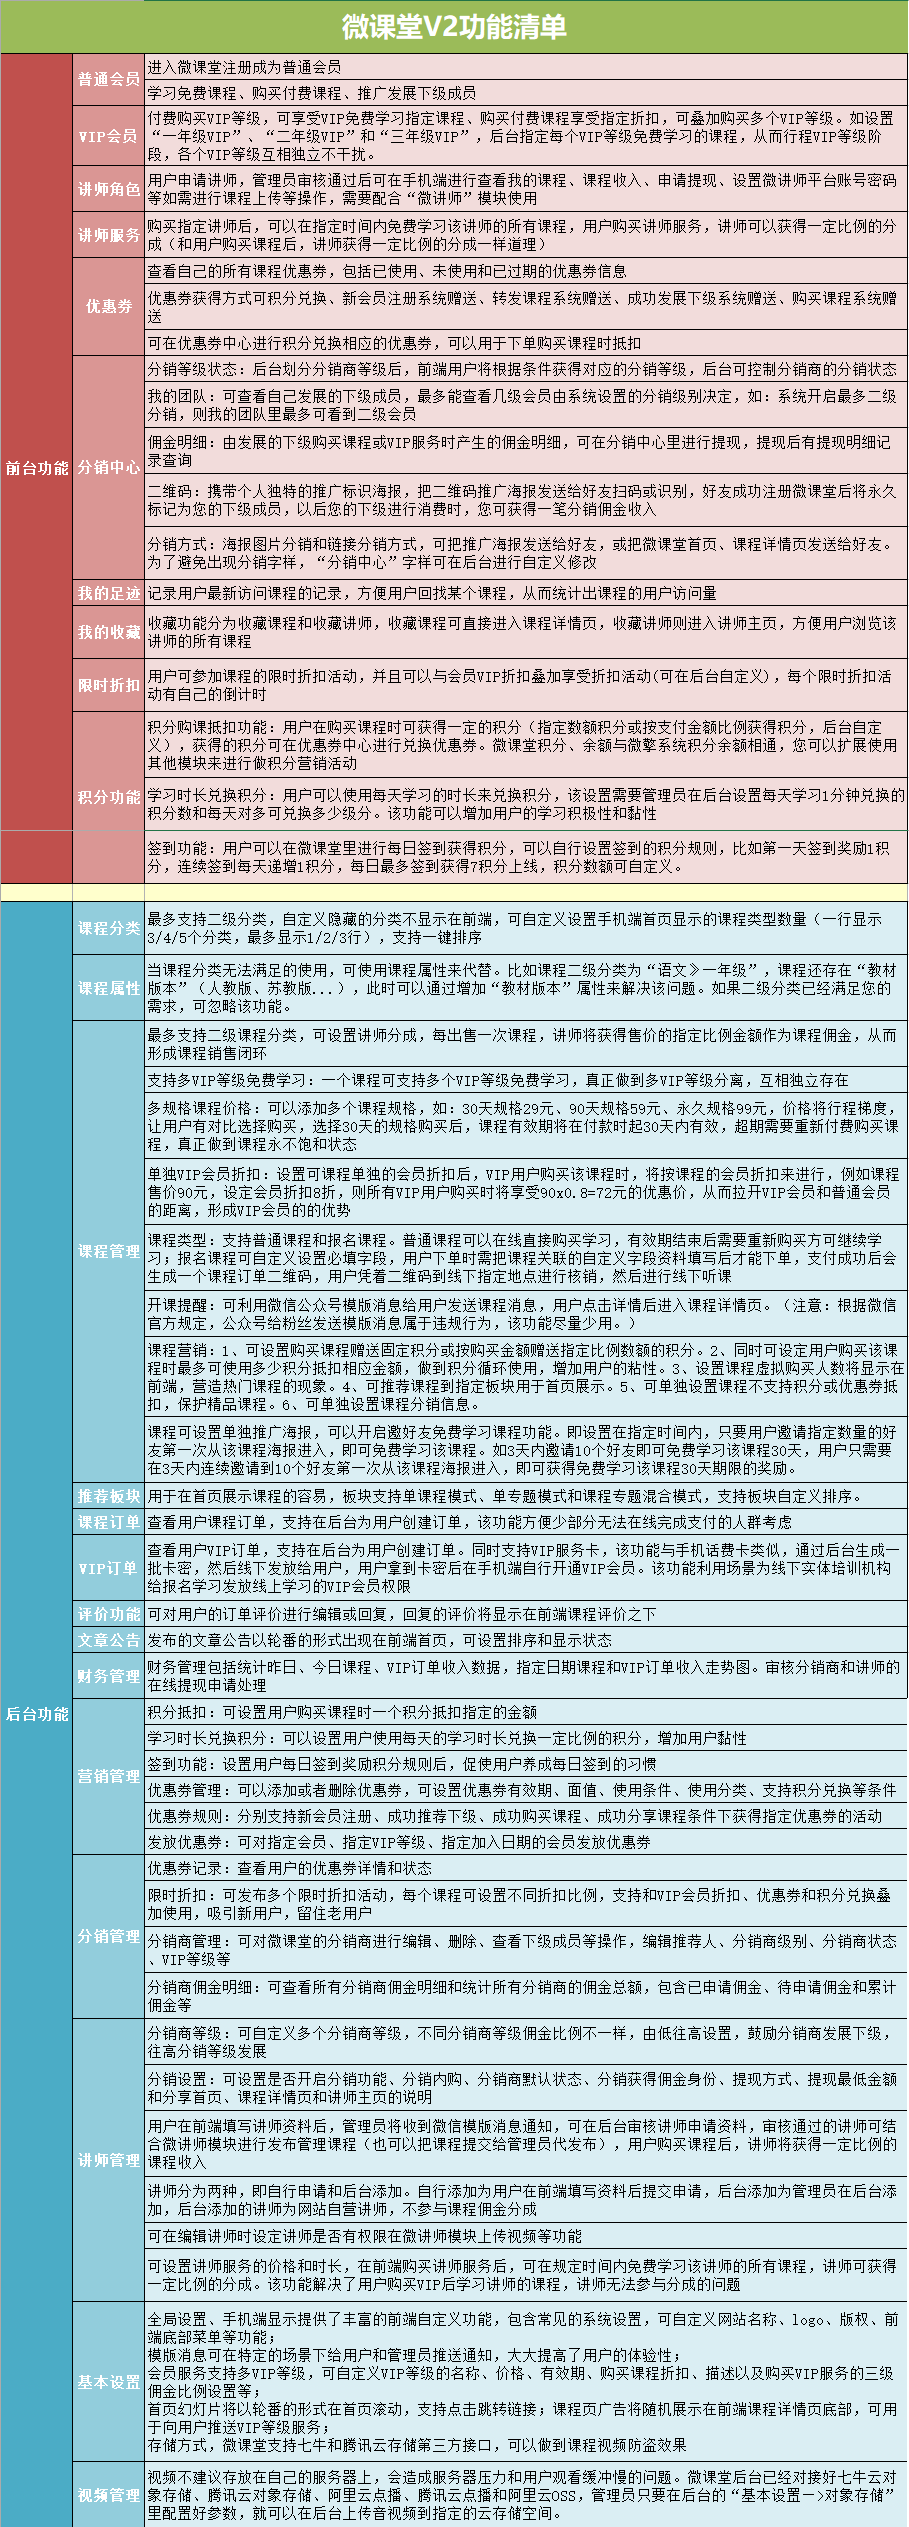 微课堂V2功能清单
前台功能
普通会员
进入微课堂注册成为普通会员
学习免费课程、购买付费课程、推广发展下级成员
VIP会员
付费购买VIP等级，可享受VIP免费学习指定课程、购买付费课程享受指定折扣，可叠加购买多个VIP等级。如设置
“一年级VIP”、“二年级VIP”和“三年级VIP”，后台指定每个VIP等级免费学习的课程，从而行程VIP等级阶
段，各个VIP等级互相独立不干扰。
讲师角色
用户申请讲师，管理员审核通过后可在手机端进行查看我的课程、课程收入、申请提现、设置微讲师平台账号密码
等如需进行课程上传等操作，需要配合“微讲师”模块使用
讲师服务
购买指定讲师后，可以在指定时间内免费学习该讲师的所有课程，用户购买讲师服务，讲师可以获得一定比例的分
成（和用户购买课程后，讲师获得一定比例的分成一样道理）
优惠券
查看自己的所有课程优惠券，包括已使用、未使用和已过期的优惠券信息
优惠券获得方式可积分兑换、新会员注册系统赠送、转发课程系统赠送、成功发展下级系统赠送、购买课程系统赠
送
可在优惠券中心进行积分兑换相应的优惠券，可以用于下单购买课程时抵扣
分销中心
分销等级状态：后台划分分销商等级后，前端用户将根据条件获得对应的分销等级，后台可控制分销商的分销状态
我的团队：可查看自己发展的下级成员，最多能查看几级会员由系统设置的分销级别决定，如：系统开启最多二级
分销，则我的团队里最多可看到二级会员
佣金明细：由发展的下级购买课程或VIP服务时产生的佣金明细，可在分销中心里进行提现，提现后有提现明细记
录查询
二维码：携带个人独特的推广标识海报，把二维码推广海报发送给好友扫码或识别，好友成功注册微课堂后将永久
标记为您的下级成员，以后您的下级进行消费时，您可获得一笔分销佣金收入
分销方式：海报图片分销和链接分销方式，可把推广海报发送给好友，或把微课堂首页、课程详情页发送给好友。
为了避免出现分销字样，“分销中心”字样可在后台进行自定义修改
我的足迹
记录用户最新访问课程的记录，方便用户回找某个课程，从而统计出课程的用户访问量
我的收藏
收藏功能分为收藏课程和收藏讲师，收藏课程可直接进入课程详情页，收藏讲师则进入讲师主页，方便用户浏览该
讲师的所有课程
限时折扣
用户可参加课程的限时折扣活动，并且可以与会员VIP折扣叠加享受折扣活动(可在后台自定义)，每个限时折扣活
动有自己的倒计时
积分功能
积分购课抵扣功能：用户在购买课程时可获得一定的积分（指定数额积分或按支付金额比例获得积分，后台自定
义），获得的积分可在优惠券中心进行兑换优惠券。微课堂积分、余额与微擎系统积分余额相通，您可以扩展使用
其他模块来进行做积分营销活动
学习时长兑换积分：用户可以使用每天学习的时长来兑换积分，该设置需要管理员在后台设置每天学习1分钟兑换的
积分数和每天对多可兑换多少级分。该功能可以增加用户的学习积极性和黏性
签到功能：用户可以在微课堂里进行每日签到获得积分，可以自行设置签到的积分规则，比如第一天签到奖励1积
分，连续签到每天递增1积分，每日最多签到获得7积分上线，积分数额可自定义。
后台功能
课程分类
最多支持二级分类，自定义隐藏的分类不显示在前端，可自定义设置手机端首页显示的课程类型数量（一行显示
3/4/5个分类，最多显示1/2/3行），支持一键排序
课程属性
当课程分类无法满足的使用，可使用课程属性来代替。比如课程二级分类为“语文》一年级”，课程还存在“教材
版本”（人教版、苏教版...），此时可以通过增加“教材版本”属性来解决该问题。如果二级分类已经满足您的
需求，可忽略该功能。
课程管理
最多支持二级课程分类，可设置讲师分成，每出售一次课程，讲师将获得售价的指定比例金额作为课程佣金，从而
形成课程销售闭环
支持多VIP等级免费学习：一个课程可支持多个VIP等级免费学习，真正做到多VIP等级分离，互相独立存在
多规格课程价格：可以添加多个课程规格，如：30天规格29元、90天规格59元、永久规格99元，价格将行程梯度，
让用户有对比选择购买，选择30天的规格购买后，课程有效期将在付款时起30天内有效，超期需要重新付费购买课
程，真正做到课程永不饱和状态
单独VIP会员折扣：设置可课程单独的会员折扣后，VIP用户购买该课程时，将按课程的会员折扣来进行，例如课程
售价90元，设定会员折扣8折，则所有VIP用户购买时将享受90x0.8=72元的优惠价，从而拉开VIP会员和普通会员
的距离，形成VIP会员的的优势
课程类型：支持普通课程和报名课程。普通课程可以在线直接购买学习，有效期结束后需要重新购买方可继续学
习；报名课程可自定义设置必填字段，用户下单时需把课程关联的自定义字段资料填写后才能下单，支付成功后会
生成一个课程订单二维码，用户凭着二维码到线下指定地点进行核销，然后进行线下听课
开课提醒：可利用微信公众号模版消息给用户发送课程消息，用户点击详情后进入课程详情页。（注意：根据微信
官方规定，公众号给粉丝发送模版消息属于违规行为，该功能尽量少用。）
课程营销：1、可设置购买课程赠送固定积分或按购买金额赠送指定比例数额的积分。2、同时可设定用户购买该课
程时最多可使用多少积分抵扣相应金额，做到积分循环使用，增加用户的粘性。3、设置课程虚拟购买人数将显示在
前端，营造热门课程的现象。4、可推荐课程到指定板块用于首页展示。5、可单独设置课程不支持积分或优惠券抵
扣，保护精品课程。6、可单独设置课程分销信息。
课程可设置单独推广海报，可以开启邀好友免费学习课程功能。即设置在指定时间内，只要用户邀请指定数量的好
友第一次从该课程海报进入，即可免费学习该课程。如3天内邀请10个好友即可免费学习该课程30天，用户只需要
在3天内连续邀请到10个好友第一次从该课程海报进入，即可获得免费学习该课程30天期限的奖励。
推荐板块
用于在首页展示课程的容易，板块支持单课程模式、单专题模式和课程专题混合模式，支持板块自定义排序。
课程订单
查看用户课程订单，支持在后台为用户创建订单，该功能方便少部分无法在线完成支付的人群考虑
VIP订单
查看用户VIP订单，支持在后台为用户创建订单。同时支持VIP服务卡，该功能与手机话费卡类似，通过后台生成一
批卡密，然后线下发放给用户，用户拿到卡密后在手机端自行开通VIP会员。该功能利用场景为线下实体培训机构
给报名学习发放线上学习的VIP会员权限
评价功能
可对用户的订单评价进行编辑或回复，回复的评价将显示在前端课程评价之下
文章公告
发布的文章公告以轮番的形式出现在前端首页，可设置排序和显示状态
财务管理
财务管理包括统计昨日、今日课程、VIP订单收入数据，指定日期课程和VIP订单收入走势图。审核分销商和讲师的
在线提现申请处理
营销管理
积分抵扣：可设置用户购买课程时一个积分抵扣指定的金额
学习时长兑换积分：可以设置用户使用每天的学习时长兑换一定比例的积分，增加用户黏性
签到功能：设置用户每日签到奖励积分规则后，促使用户养成每日签到的习惯
优惠券管理：可以添加或者删除优惠券，可设置优惠券有效期、面值、使用条件、使用分类、支持积分兑换等条件
优惠券规则：分别支持新会员注册、成功推荐下级、成功购买课程、成功分享课程条件下获得指定优惠券的活动
发放优惠券：可对指定会员、指定VIP等级、指定加入日期的会员发放优惠券
分销管理
优惠券记录：查看用户的优惠券详情和状态
限时折扣：可发布多个限时折扣活动，每个课程可设置不同折扣比例，支持和VIP会员折扣、优惠券和积分兑换叠
加使用，吸引新用户，留住老用户
分销商管理：可对微课堂的分销商进行编辑、删除、查看下级成员等操作，编辑推荐人、分销商级别、分销商状态
、VIP等级等
分销商佣金明细：可查看所有分销商佣金明细和统计所有分销商的佣金总额，包含已申请佣金、待申请佣金和累计
佣金等
讲师管理
分销商等级：可自定义多个分销商等级，不同分销商等级佣金比例不一样，由低往高设置，鼓励分销商发展下级，
往高分销等级发展
分销设置：可设置是否开启分销功能、分销内购、分销商默认状态、分销获得佣金身份、提现方式、提现最低金额
和分享首页、课程详情页和讲师主页的说明
用户在前端填写讲师资料后，管理员将收到微信模版消息通知，可在后台审核讲师申请资料，审核通过的讲师可结
合微讲师模块进行发布管理课程（也可以把课程提交给管理员代发布），用户购买课程后，讲师将获得一定比例的
课程收入
讲师分为两种，即自行申请和后台添加。自行添加为用户在前端填写资料后提交申请，后台添加为管理员在后台添
加，后台添加的讲师为网站自营讲师，不参与课程佣金分成
可在编辑讲师时设定讲师是否有权限在微讲师模块上传视频等功能
可设置讲师服务的价格和时长，在前端购买讲师服务后，可在规定时间内免费学习该讲师的所有课程，讲师可获得
一定比例的分成。该功能解决了用户购买VIP后学习讲师的课程，讲师无法参与分成的问题
基本设置
全局设置、手机端显示提供了丰富的前端自定义功能，包含常见的系统设置，可自定义网站名称、logo、版权、前
端底部菜单等功能；
模版消息可在特定的场景下给用户和管理员推送通知，大大提高了用户的体验性；
会员服务支持多VIP等级，可自定义VIP等级的名称、价格、有效期、购买课程折扣、描述以及购买VIP服务的三级
佣金比例设置等；
首页幻灯片将以轮番的形式在首页滚动，支持点击跳转链接；课程页广告将随机展示在前端课程详情页底部，可用
于向用户推送VIP等级服务；
存储方式，微课堂支持七牛和腾讯云存储第三方接口，可以做到课程视频防盗效果
视频管理
视频不建议存放在自己的服务器上，会造成服务器压力和用户观看缓冲慢的问题。微课堂后台已经对接好七牛云对
象存储、腾讯云对象存储、阿里云点播、腾讯云点播和阿里云OSS，管理员只要在后台的“基本设置—>对象存储”
里配置好参数，就可以在后台上传音视频到指定的云存储空间。